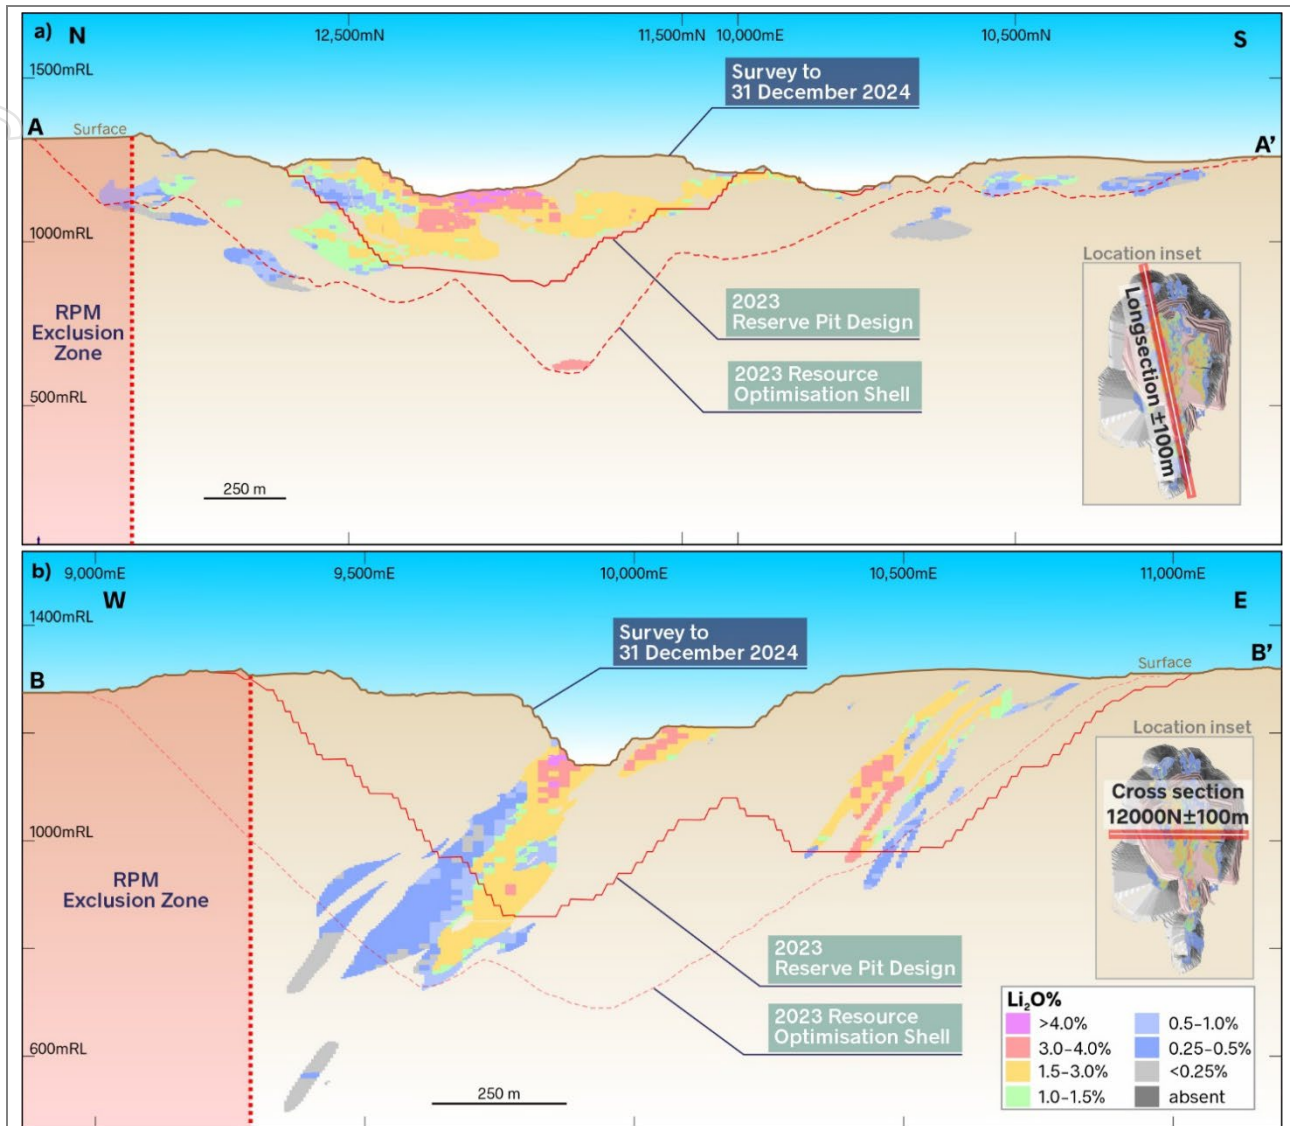 a) N 12,500mN 11,500mN 10,000mE 10,500mN S
1500mRL
Survey to
31 December 2024
A Surface A'
1000mRL
Location inset
RPM
Exclusion
Zone
2023
Reserve Pit Design
Longsection ±100m
2023 Resource
Optimisation Shell
500mRL
250 m
b) 9,000mE 9,500mE 10,000mE 10,500mE 11,000mE
W E
1400mRL
Survey to
31 December 2024
B Surface B'
Location inset
Cross section
12000N±100m
1000mRL
RPM
Exclusion Zone
2023
Reserve Pit Design
2023 Resource
Optimisation Shell
600mRL
250 m
Li₂O%
>4.0% 0.5–1.0%
3.0–4.0% 0.25–0.5%
1.5–3.0% <0.25%
1.0–1.5% absent